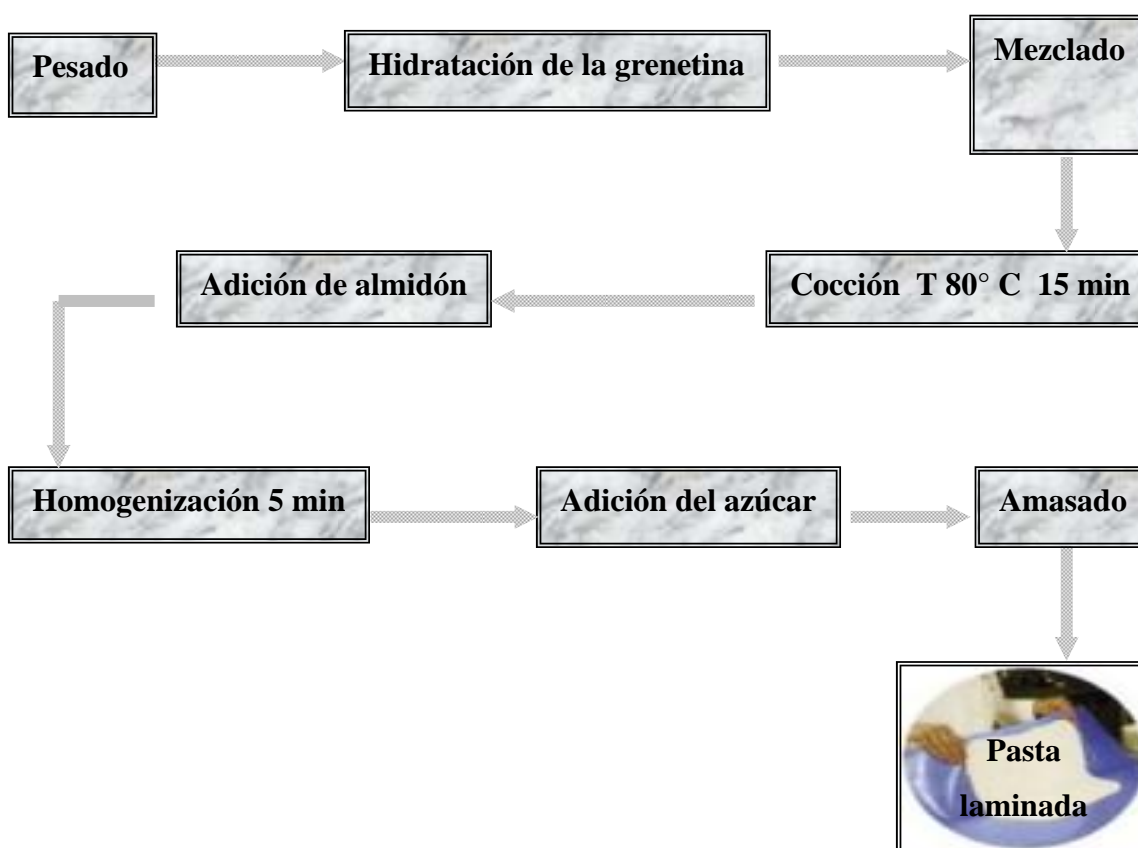 Pesado
Hidratación de la grenetina
Mezclado
Cocción T 80° C 15 min
Adición de almidón
Homogenización 5 min
Adición del azúcar
Amasado
Pasta
laminada